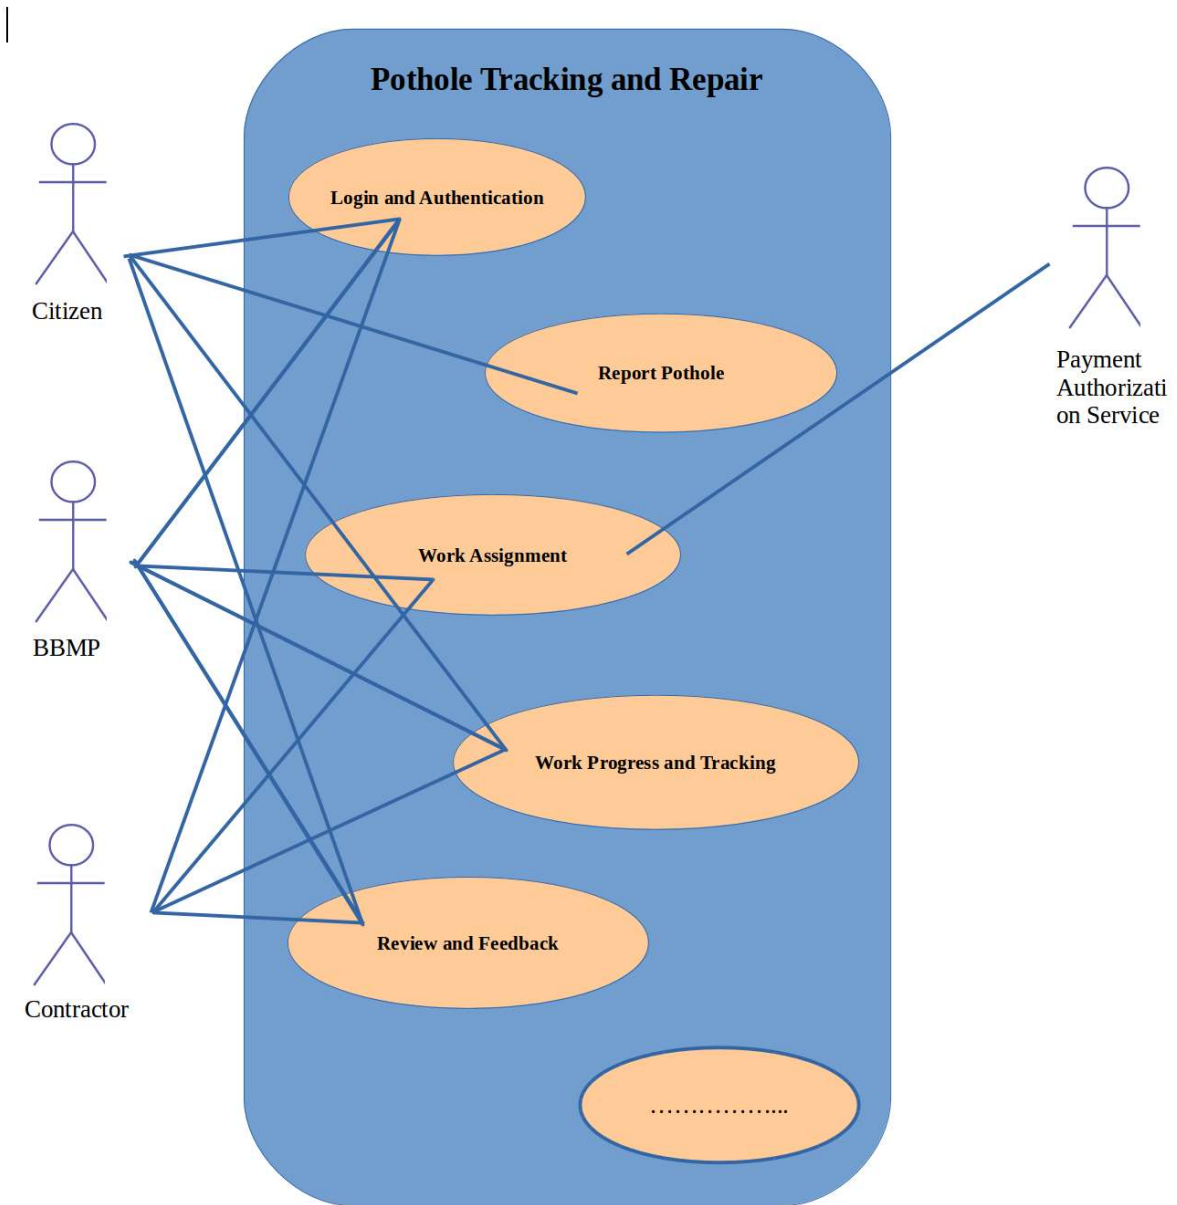 Pothole Tracking and Repair
Login and Authentication
Citizen
Report Pothole
Payment
Authorizati
on Service
Work Assignment
BBMP
Work Progress and Tracking
Review and Feedback
Contractor
……………....